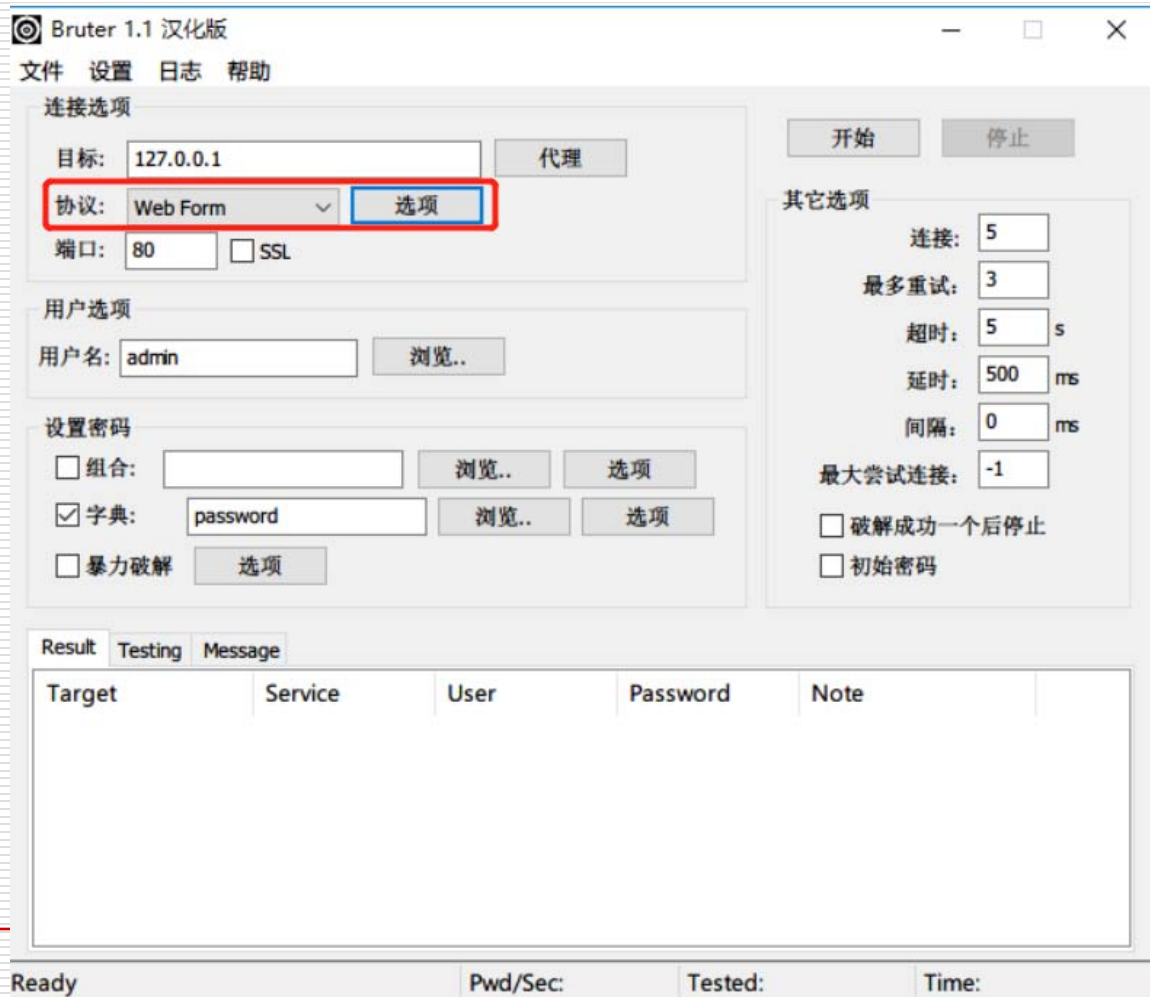 Bruter 1.1 汉化版
文件 设置 日志 帮助
连接选项
目标: 127.0.0.1 代理
协议: Web Form 选项
端口: 80 SSL
开始 停止
用户选项
用户名: admin 浏览..
设置密码
组合: 浏览.. 选项
字典: password 浏览.. 选项
暴力破解 选项
其它选项
连接: 5
最多重试: 3
超时: 5 s
延时: 500 ms
间隔: 0 ms
最大尝试连接: -1
破解成功一个后停止
初始密码
Result Testing Message
Target Service User Password Note
Ready Pwd/Sec: Tested: Time: